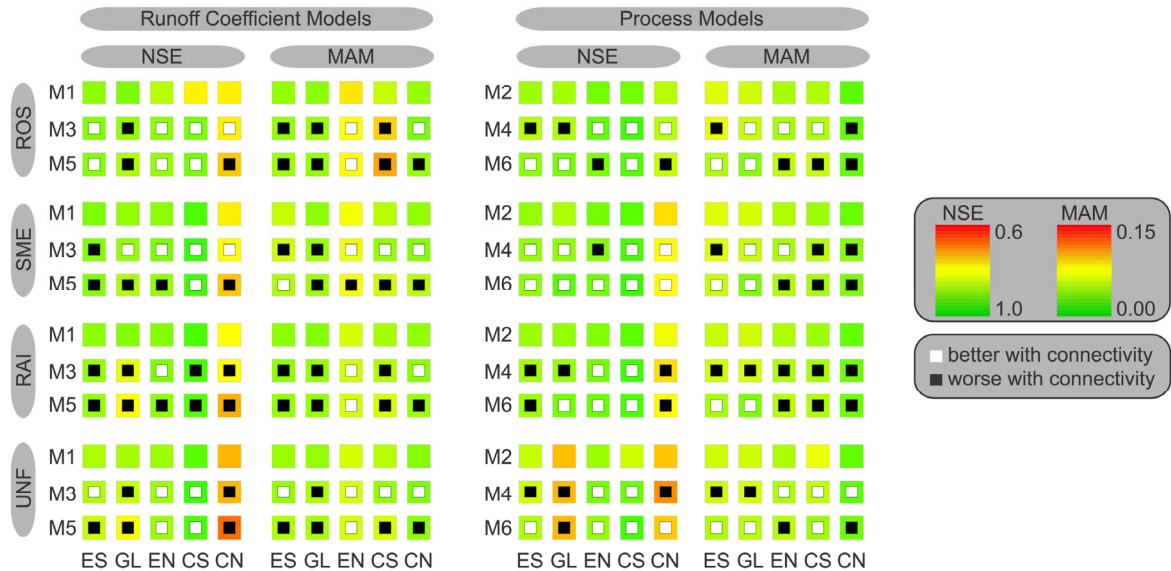 Runoff Coefficient Models Process Models
NSE MAM NSE MAM
ROS
M1 M2
M3 M4
M5 M6
SME
M1 M2
M3 M4
M5 M6
NSE MAM
0.6 0.15
1.0 0.00
RAI
M1 M2
M3 M4
M5 M6
better with connectivity
worse with connectivity
UNF
M1 M2
M3 M4
M5 M6
ES GL EN CS CN ES GL EN CS CN ES GL EN CS CN ES GL EN CS CN